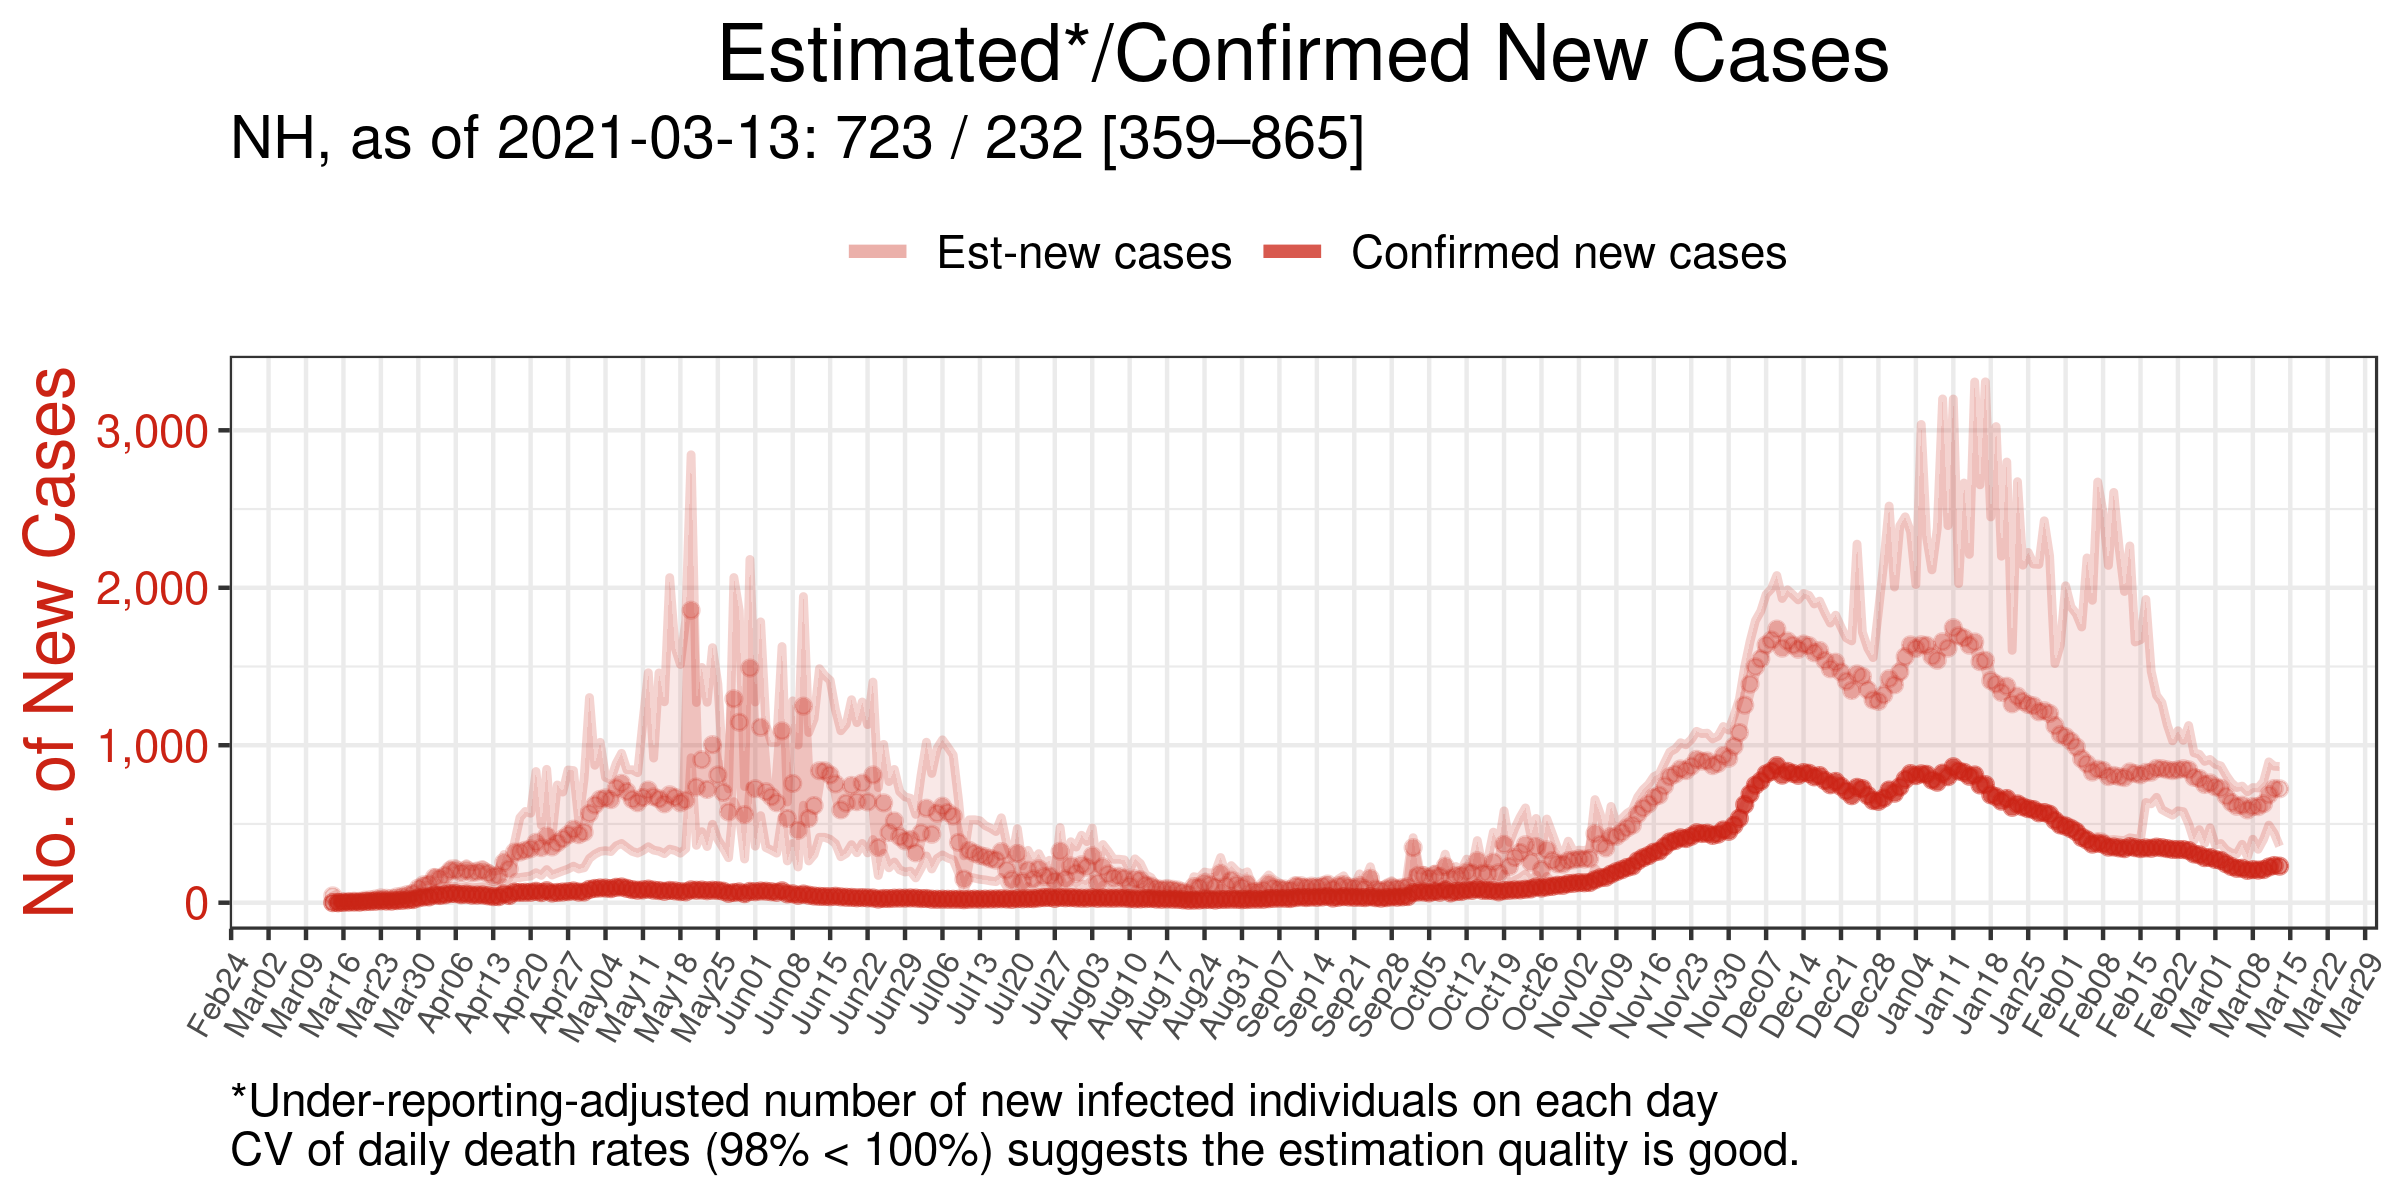 Estimated*/Confirmed New Cases
NH, as of 2021-03-13: 723 / 232 [359–865]
Est-new cases
Confirmed new cases
No. of New Cases
3,000
2,000
1,000
0
Feb24
Mar02
Mar09
Mar16
Mar23
Mar30
Apr06
Apr13
Apr20
Apr27
May04
May11
May18
May25
Jun01
Jun08
Jun15
Jun22
Jun29
Jul06
Jul13
Jul20
Jul27
Aug03
Aug10
Aug17
Aug24
Aug31
Sep07
Sep14
Sep21
Sep28
Oct05
Oct12
Oct19
Oct26
Nov02
Nov09
Nov16
Nov23
Nov30
Dec07
Dec14
Dec21
Dec28
Jan04
Jan11
Jan18
Jan25
Feb01
Feb08
Feb15
Feb22
Mar01
Mar08
Mar15
Mar22
Mar29
*Under-reporting-adjusted number of new infected individuals on each day
CV of daily death rates (98% < 100%) suggests the estimation quality is good.